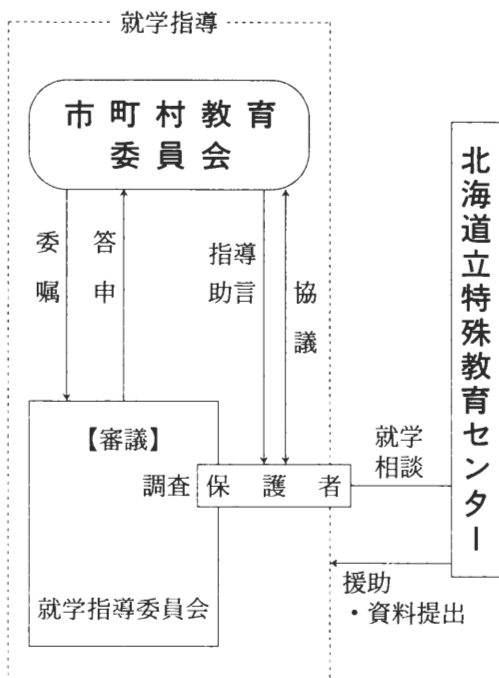 就学指導
市町村教育
委員会
委嘱
答申
指導
助言
協議
【審議】
調査
保護者
就学指導委員会
就学
相談
援助
・資料提出
北海道立特殊教育センター